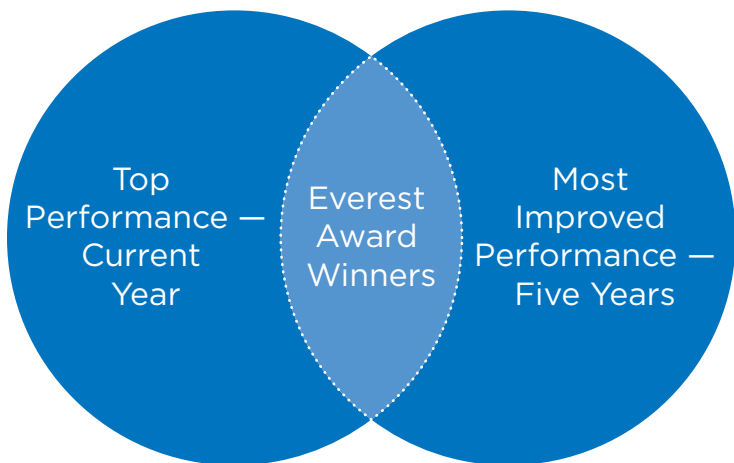 Top
Performance —
Current
Year
Everest
Award
Winners
Most
Improved
Performance —
Five Years